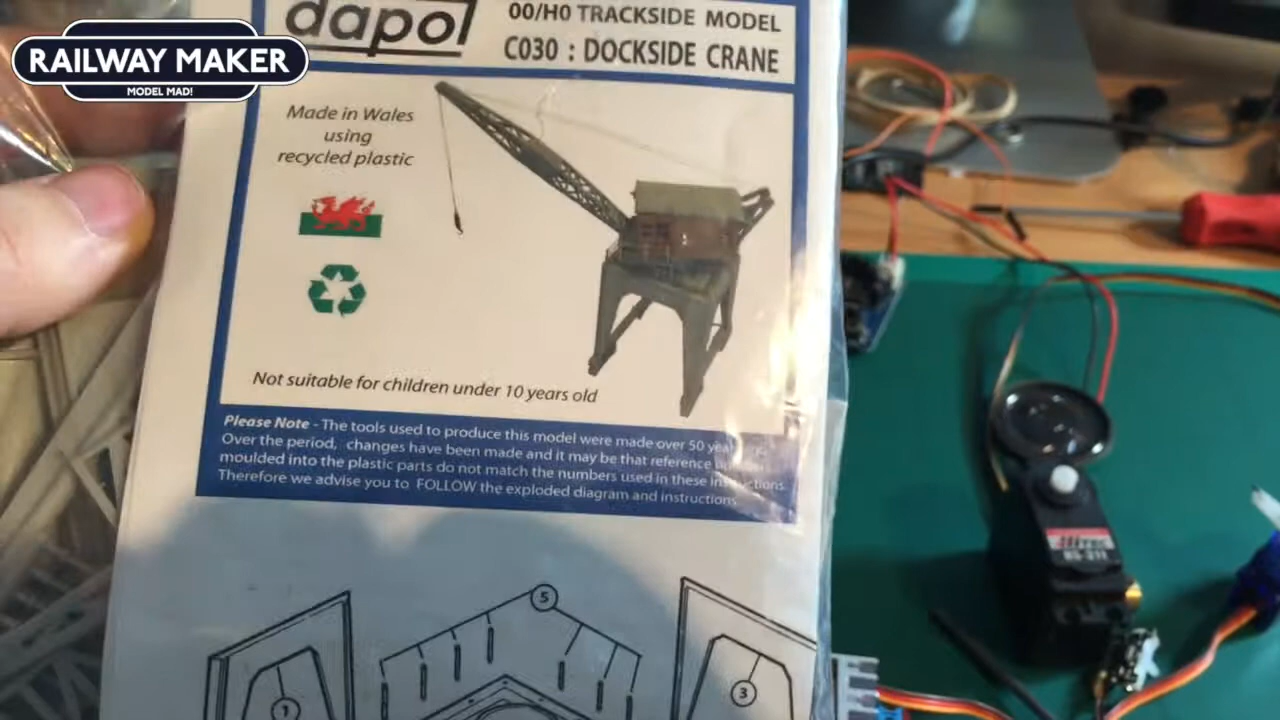 RAILWAY MAKER
MODEL MAD!
dapol
00/H0 TRACKSIDE MODEL
C030 : DOCKSIDE CRANE
Made in Wales
using
recycled plastic
Not suitable for children under 10 years old
Please Note - The tools used to produce this model were made over 50
Over the period, changes have been made and it may be that reference
moulded into the plastic parts do not match the numbers used in these instructions
Therefore we advise you to FOLLOW the exploded diagram and instructions
5
1
3